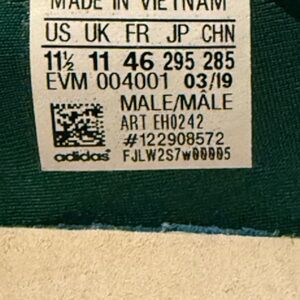 MADE IN VIETNAM
US UK FR JP CHN
11½ 11 46 295 285
EVM 004001 03/19
MALE/MÂLE
ART EH0242
#122908572
adidas FJLW2S7w00005